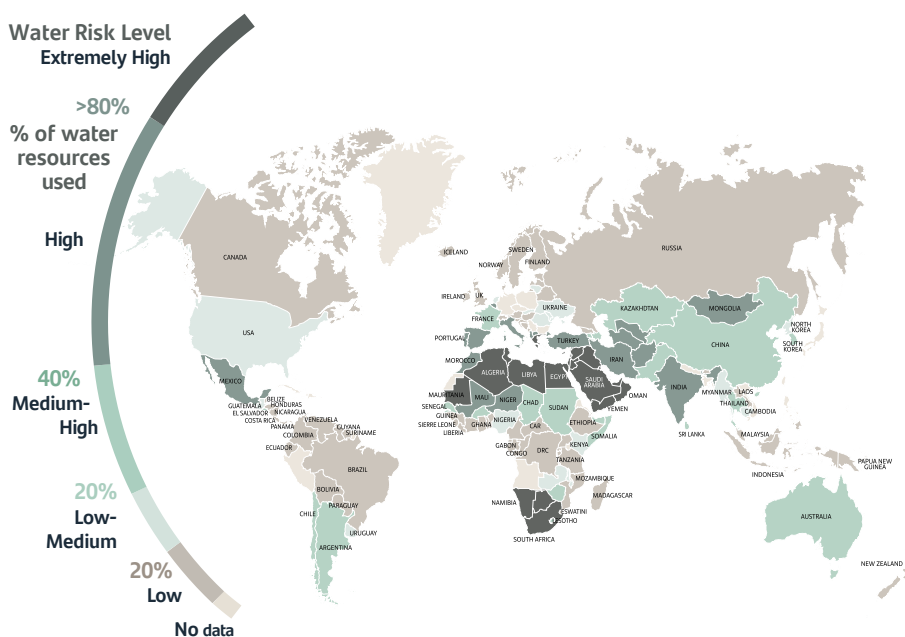 Water Risk Level
Extremely High
>80%
% of water
resources
used
High
40%
Medium-
High
20%
Low-
Medium
20%
Low
No data
CANADA
USA
MEXICO
BELIZE
GUATEMALA
HONDURAS
EL SALVADOR
NICARAGUA
COSTA RICA
PANAMA
VENEZUELA
GUYANA
SURINAME
COLOMBIA
ECUADOR
BRAZIL
BOLIVIA
PARAGUAY
CHILE
URUGUAY
ARGENTINA
ICELAND
NORWAY
SWEDEN
FINLAND
RUSSIA
IRELAND
UK
UKRAINE
FRANCE
PORTUGAL
TURKEY
KAZAKHDTAN
MONGOLIA
CHINA
NORTH
KOREA
SOUTH
KOREA
MOROCCO
ALGERIA
LIBYA
EGYPT
SAUDI
ARABIA
IRAN
OMAN
YEMEN
INDIA
MYANMAR
LAOS
THAILAND
CAMBODIA
SRI LANKA
MALAYSIA
INDONESIA
PAPUA NEW
GUINEA
MAURITANIA
MALI
NIGER
CHAD
SUDAN
SENEGAL
GUINEA
SIERRE LEONE
LIBERIA
GHANA
NIGERIA
CAR
ETHIOPIA
SOMALIA
GABON
CONGO
DRC
KENYA
TANZANIA
MOZAMBIQUE
MADAGASCAR
NAMIBIA
ESWATINI
LESOTHO
SOUTH AFRICA
AUSTRALIA
NEW ZEALAND